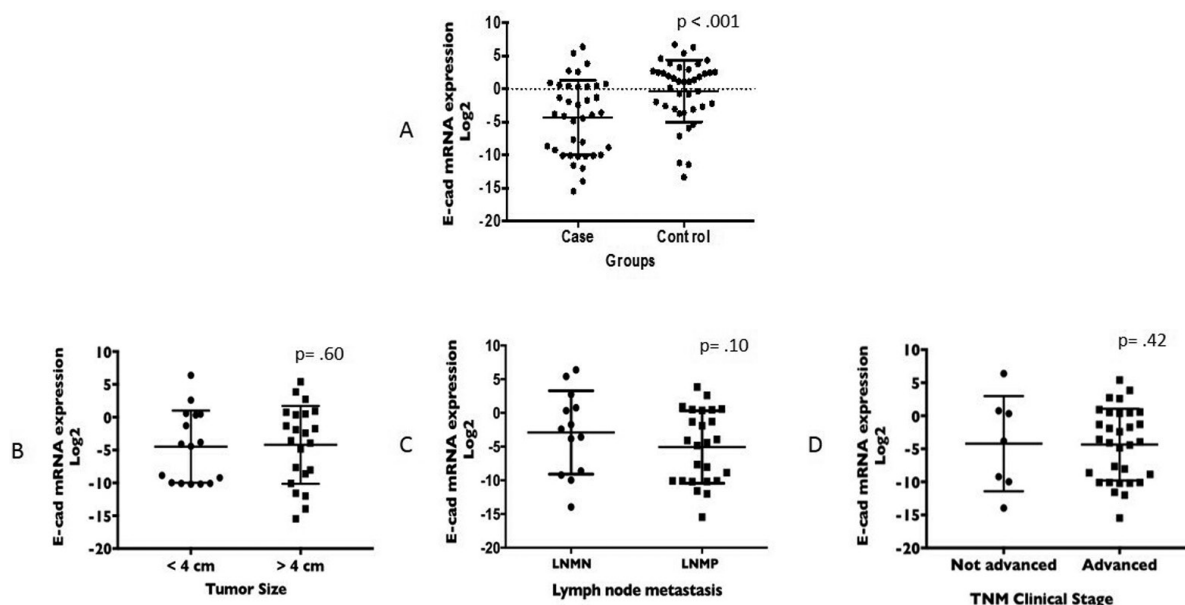 p < .001
10
5
0
-5
-10
-15
-20
E-cad mRNA expression
Log2
A
Case Control
Groups
p= .60
10
5
0
-5
-10
-15
-20
E-cad mRNA expression
Log2
B
< 4 cm > 4 cm
Tumor Size
p= .10
10
5
0
-5
-10
-15
-20
E-cad mRNA expression
Log2
C
LNMN LNMP
Lymph node metastasis
p= .42
10
5
0
-5
-10
-15
-20
E-cad mRNA expression
Log2
D
Not advanced Advanced
TNM Clinical Stage